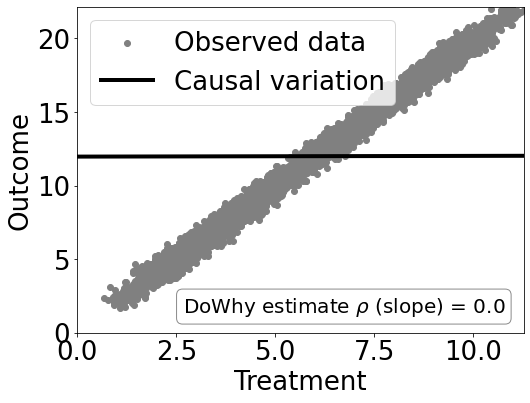 Observed data
Causal variation
20
15
10
5
0
Outcome
DoWhy estimate ρ (slope) = 0.0
0.0 2.5 5.0 7.5 10.0
Treatment